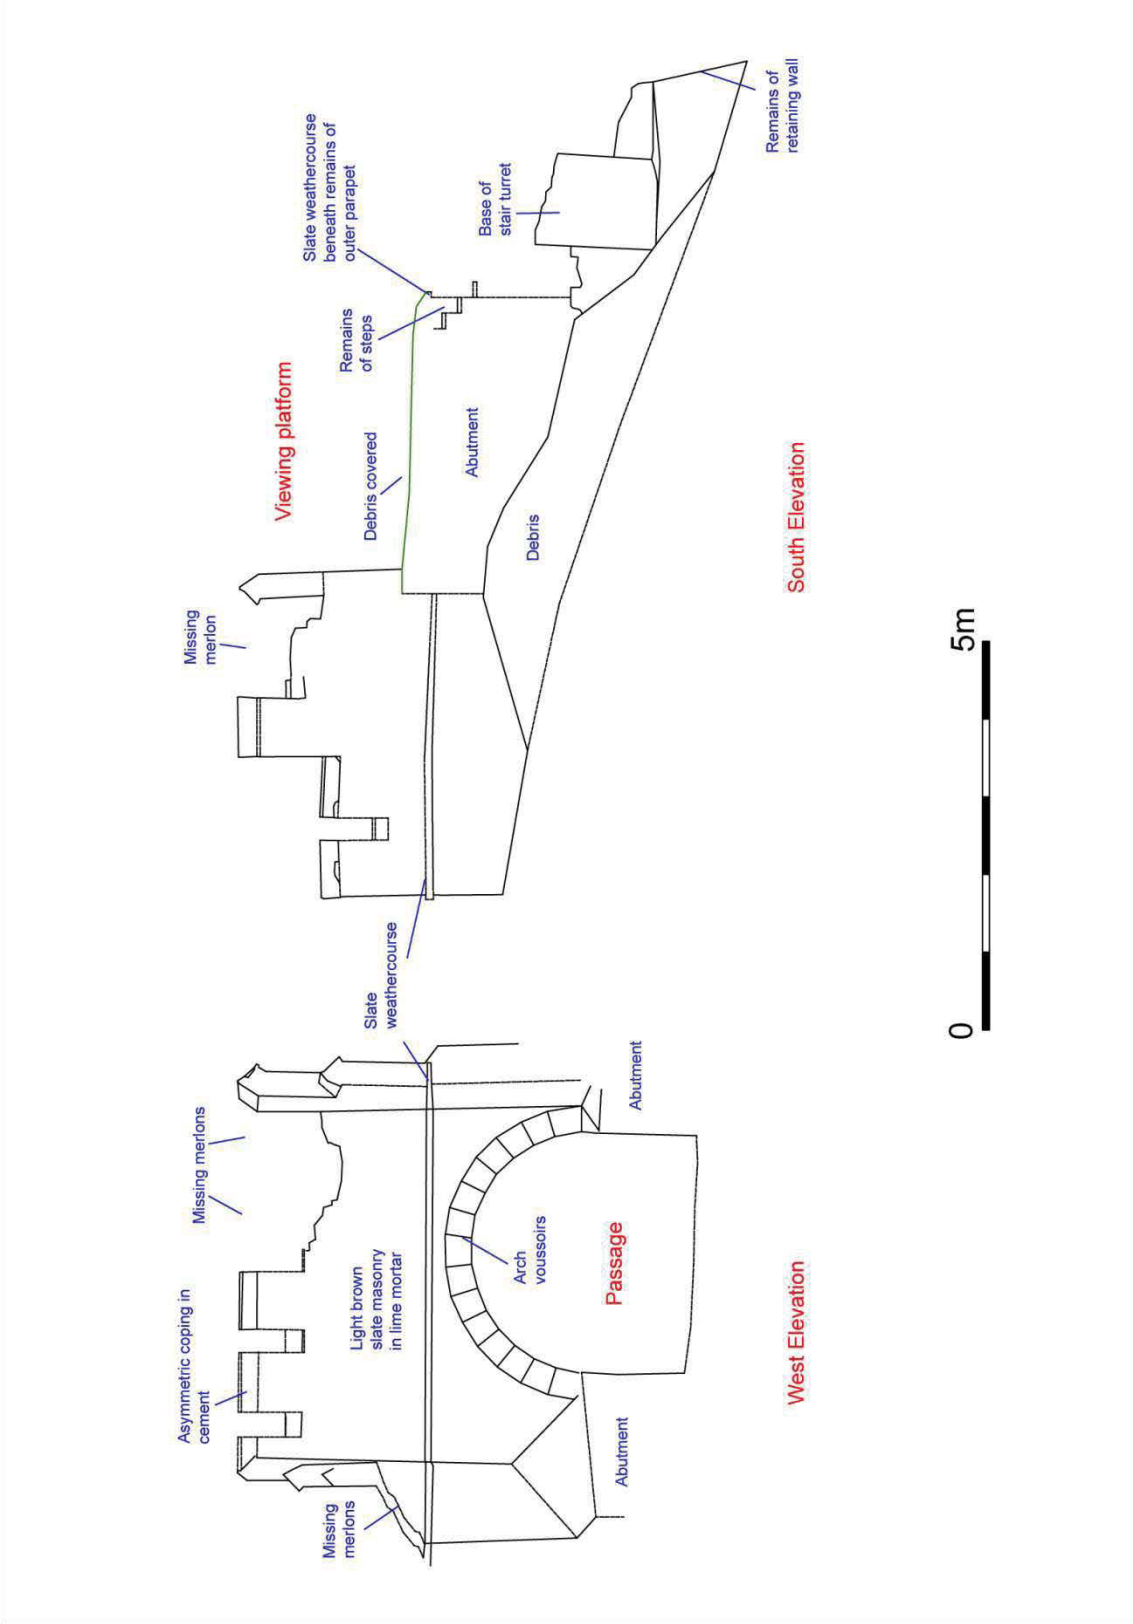 Asymmetric coping in
cement
Missing merlons
Missing
merlons
Light brown
slate masonry
in lime mortar
Slate
weathercourse
Arch
voussoirs
Passage
Abutment
Abutment
West Elevation
Missing
merlon
Viewing platform
Slate weathercourse
beneath remains of
outer parapet
Remains
of steps
Debris covered
Abutment
Debris
Base of
stair turret
Remains of
retaining wall
South Elevation
0
5m